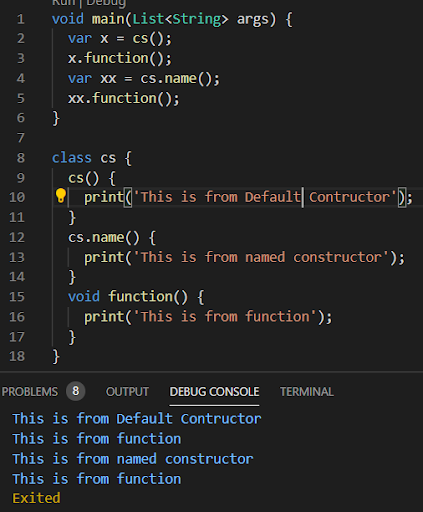 Run | Debug
1 void main(List<String> args) {
2 var x = cs();
3 x.function();
4 var xx = cs.name();
5 xx.function();
6 }
7
8 class cs {
9 cs() {
10 print('This is from Default Contructor');
11 }
12 cs.name() {
13 print('This is from named constructor');
14 }
15 void function() {
16 print('This is from function');
17 }
18 }
PROBLEMS 8 OUTPUT DEBUG CONSOLE TERMINAL
This is from Default Contructor
This is from function
This is from named constructor
This is from function
Exited